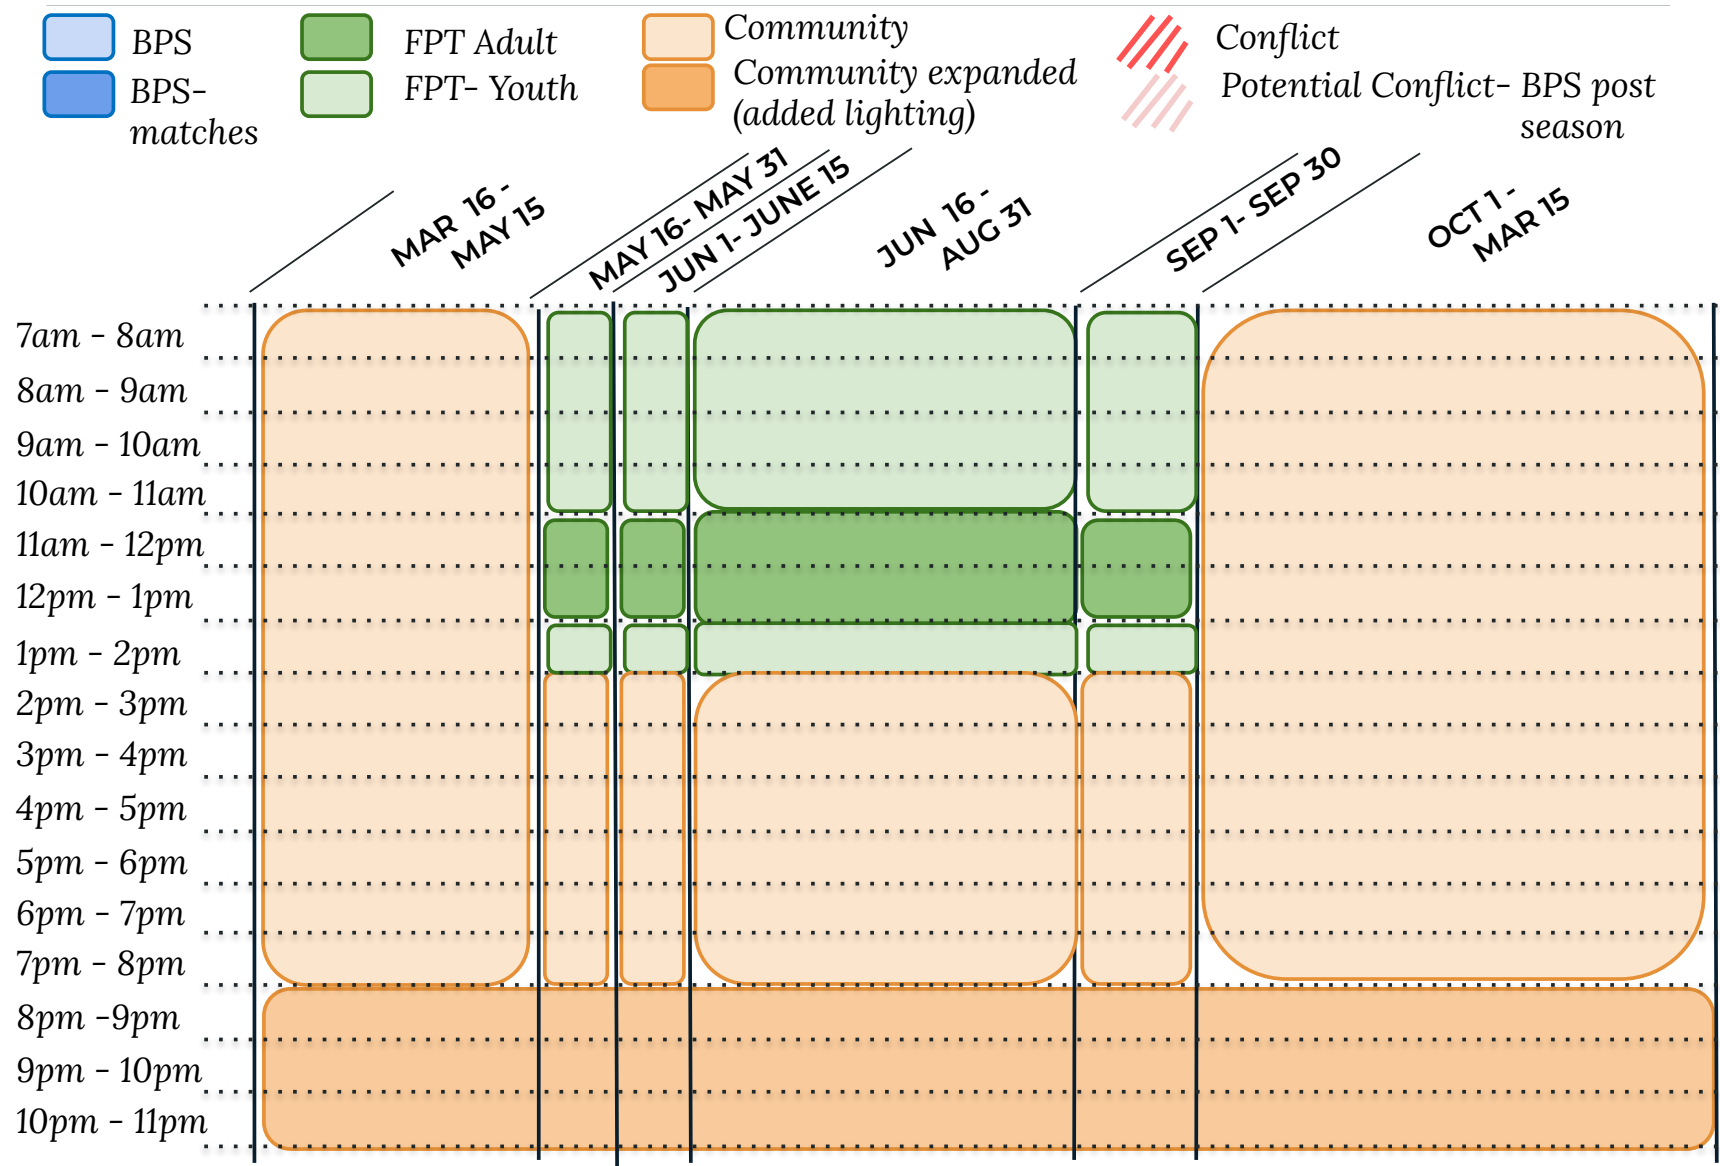 BPS
BPS-
matches
FPT Adult
FPT- Youth
Community
Community expanded
(added lighting)
Conflict
Potential Conflict- BPS post
season
MAR 16 -
MAY 15
MAY 16- MAY 31
JUN 1- JUNE 15
JUN 16 -
AUG 31
SEP 1- SEP 30
OCT 1 -
MAR 15
7am - 8am
8am - 9am
9am - 10am
10am - 11am
11am - 12pm
12pm - 1pm
1pm - 2pm
2pm - 3pm
3pm - 4pm
4pm - 5pm
5pm - 6pm
6pm - 7pm
7pm - 8pm
8pm -9pm
9pm - 10pm
10pm - 11pm